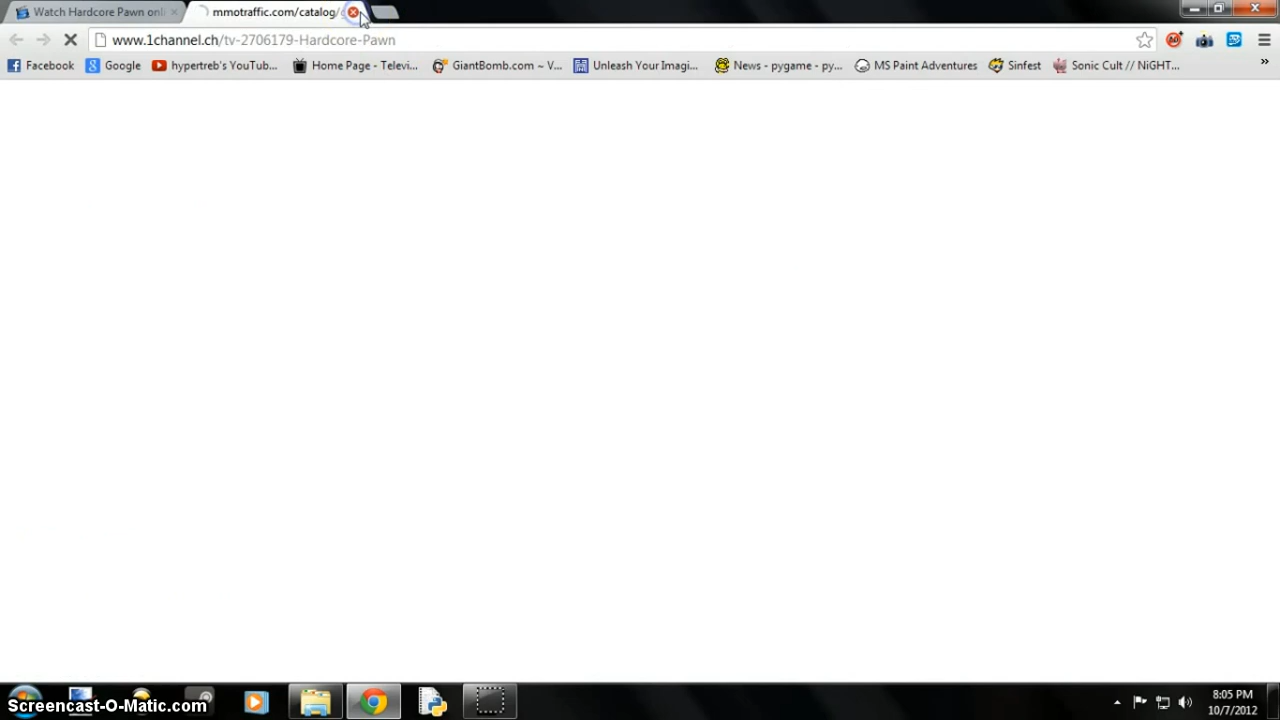 Watch Hardcore Pawn onli
mmotraffic.com/catalog/
www.1channel.ch/tv-2706179-Hardcore-Pawn
Facebook
Google
hypertreb's YouTub...
Home Page - Televi...
GiantBomb.com ~ V...
Unleash Your Imagi...
News - pygame - py...
MS Paint Adventures
Sinfest
Sonic Cult // NiGHT...
»
Screencast-O-Matic.com
8:05 PM
10/7/2012